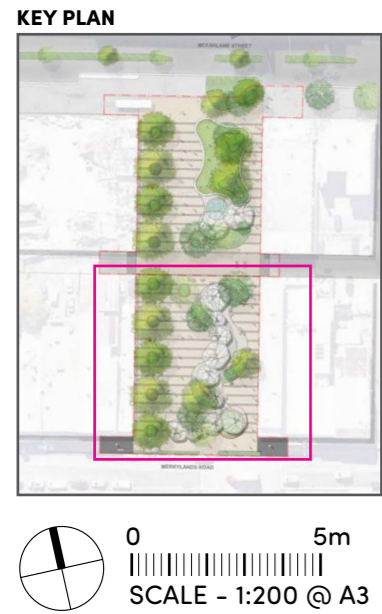 KEY PLAN
MCFARLANE STREET
MERRYLANDS ROAD
0 5m
SCALE - 1:200 @ A3